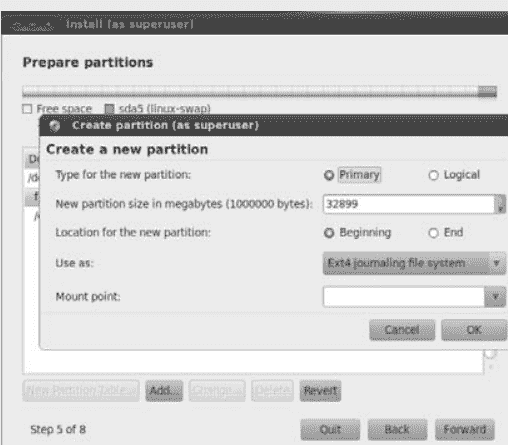 Install (as superuser)
Prepare partitions
Free space sda5 (linux-swap)
Create partition (as superuser)
Create a new partition
Type for the new partition: Primary Logical
New partition size in megabytes (1000000 bytes): 32899
Location for the new partition: Beginning End
Use as: Ext4 journaling file system
Mount point:
Cancel OK
New Partition Table... Add... Change... Delete Revert
Step 5 of 8 Quit Back Forward